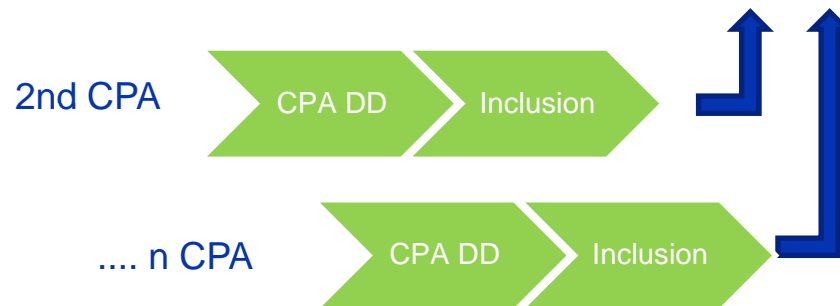 2nd CPA CPA DD Inclusion
.... n CPA CPA DD Inclusion